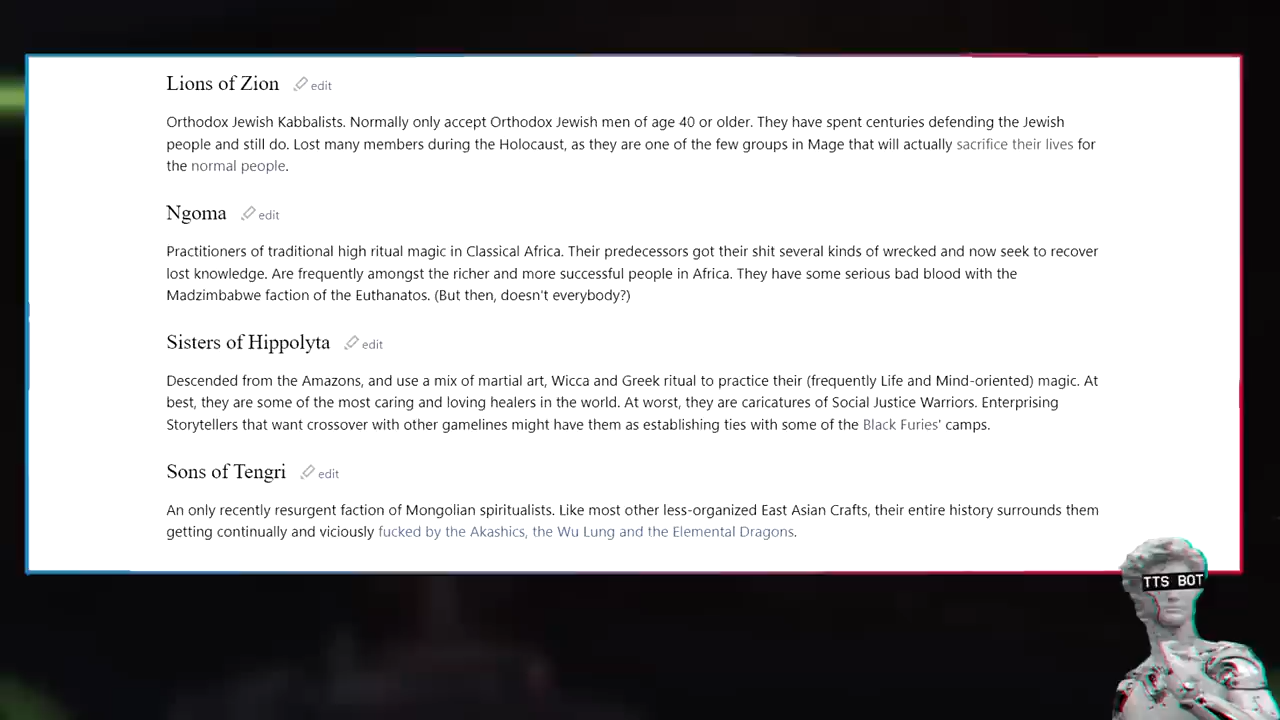 Lions of Zion edit
Orthodox Jewish Kabbalists. Normally only accept Orthodox Jewish men of age 40 or older. They have spent centuries defending the Jewish
people and still do. Lost many members during the Holocaust, as they are one of the few groups in Mage that will actually sacrifice their lives for
the normal people.
Ngoma edit
Practitioners of traditional high ritual magic in Classical Africa. Their predecessors got their shit several kinds of wrecked and now seek to recover
lost knowledge. Are frequently amongst the richer and more successful people in Africa. They have some serious bad blood with the
Madzimbabwe faction of the Euthanatos. (But then, doesn't everybody?)
Sisters of Hippolyta edit
Descended from the Amazons, and use a mix of martial art, Wicca and Greek ritual to practice their (frequently Life and Mind-oriented) magic. At
best, they are some of the most caring and loving healers in the world. At worst, they are caricatures of Social Justice Warriors. Enterprising
Storytellers that want crossover with other gamelines might have them as establishing ties with some of the Black Furies' camps.
Sons of Tengri edit
An only recently resurgent faction of Mongolian spiritualists. Like most other less-organized East Asian Crafts, their entire history surrounds them
getting continually and viciously fucked by the Akashics, the Wu Lung and the Elemental Dragons.
TTS BOT